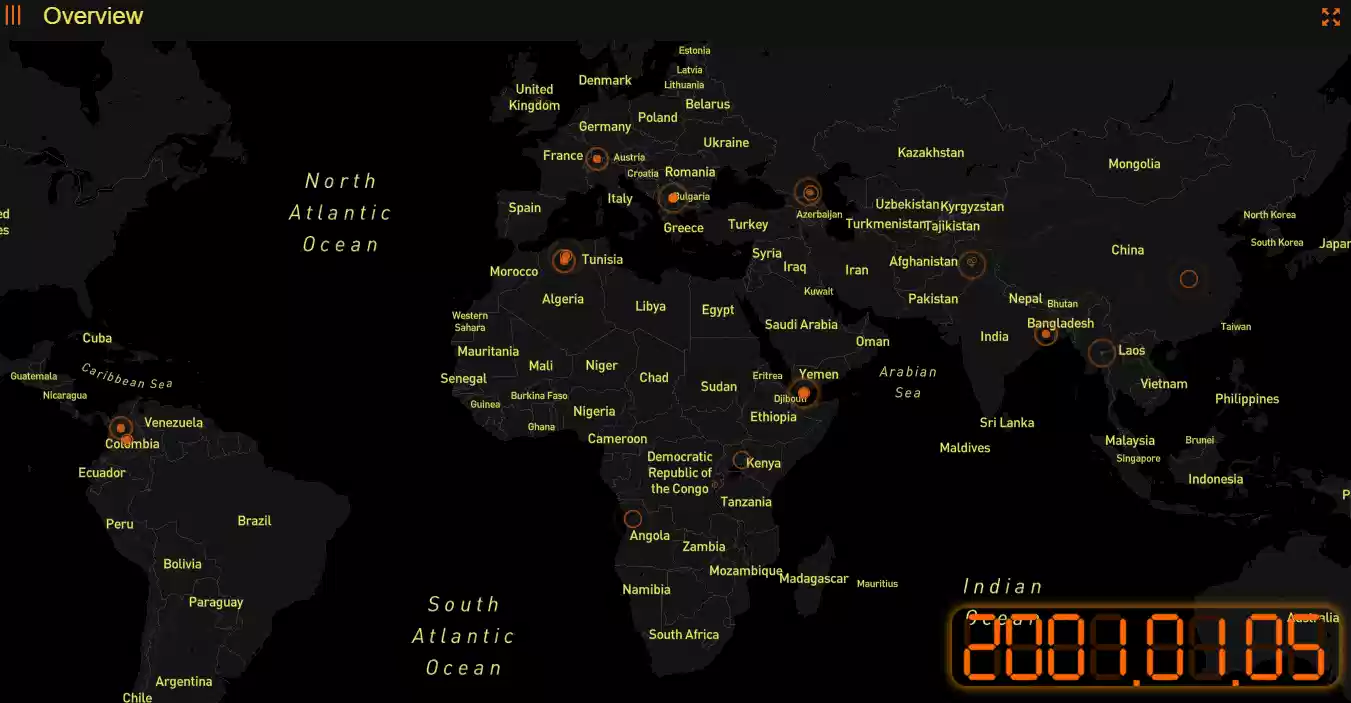 Overview
Estonia
Latvia
Lithuania
Denmark
United
Kingdom
Belarus
Poland
Germany
Ukraine
France
Austria
Kazakhstan
Mongolia
Croatia
Romania
Italy
Bulgaria
Spain
North
Atlantic
Ocean
Uzbekistan
Kyrgyzstan
Azerbaijan
Turkmenistan
Tajikistan
North Korea
South Korea
Japan
ed
es
Greece
Turkey
China
Syria
Tunisia
Morocco
Iraq
Iran
Afghanistan
Algeria
Libya
Egypt
Kuwait
Pakistan
Nepal
Bhutan
Western
Sahara
Saudi Arabia
Bangladesh
Taiwan
India
Cuba
Oman
Mauritania
Laos
Mali
Niger
Guatemala
Caribbean Sea
Senegal
Chad
Sudan
Eritrea
Yemen
Arabian
Sea
Vietnam
Nicaragua
Guinea
Burkina Faso
Djibouti
Philippines
Nigeria
Ethiopia
Venezuela
Ghana
Sri Lanka
Colombia
Cameroon
Maldives
Malaysia
Brunei
Singapore
Ecuador
Democratic
Republic of
the Congo
Kenya
Indonesia
P
Tanzania
Peru
Brazil
Angola
Zambia
Bolivia
Mozambique
Madagascar
Mauritius
Namibia
Indian
Ocean
Paraguay
South
Atlantic
Ocean
Australia
South Africa
Argentina
Chile
2001.01.05